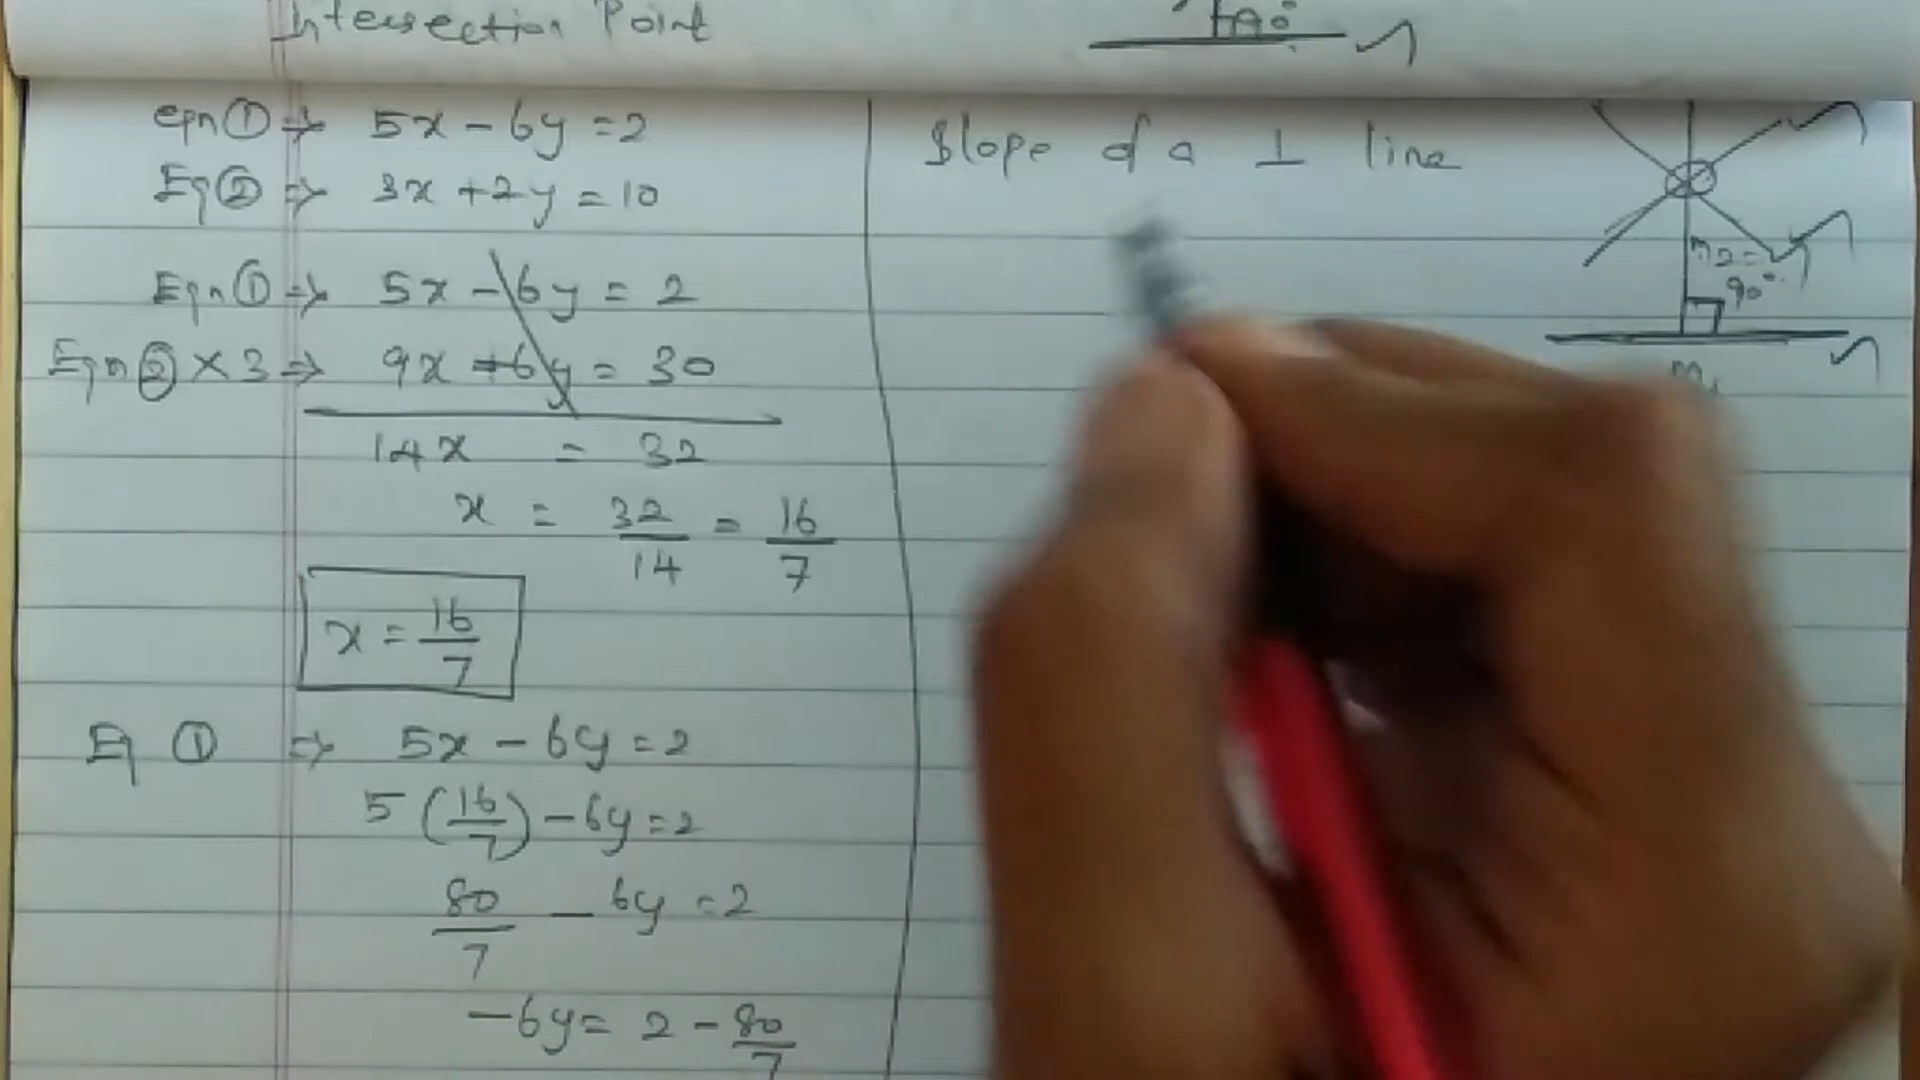 Intersection Point
epn ① ⇒ 5x - 6y = 2
Eq ② ⇒ 3x + 2y = 10
Eqn ① ⇒ 5x - 6y = 2
Eqn ② × 3 ⇒ 9x + 6y = 30
14x = 32
x = 32/14 = 16/7
x = 16/7
Eq ① ⇒ 5x - 6y = 2
5(16/7) - 6y = 2
80/7 - 6y = 2
-6y = 2 - 80/7
Slope of a ⊥ line
m2=
90°